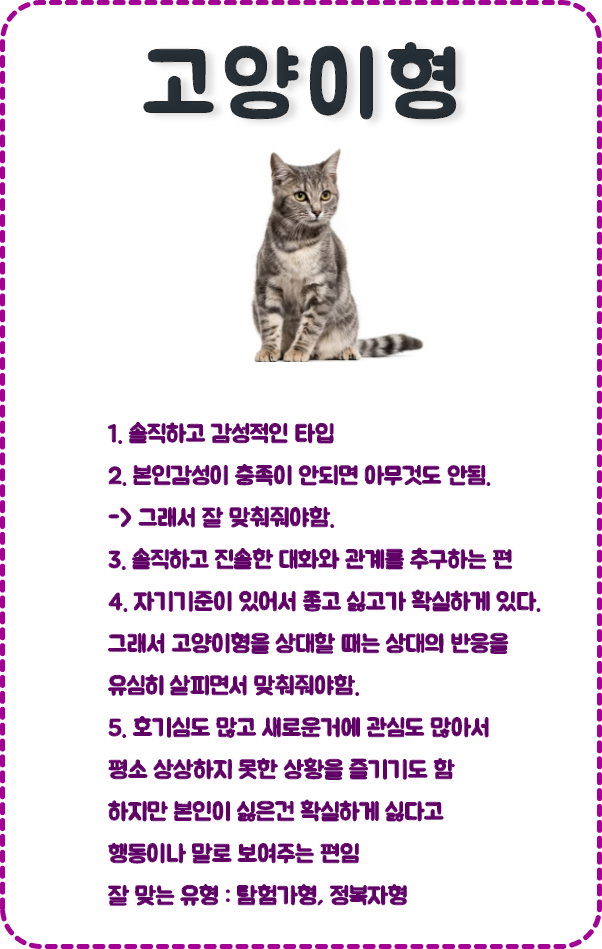 고양이형
1. 솔직하고 감성적인 타입
2. 본인감성이 충족이 안되면 아무것도 안됨.
-> 그래서 잘 맞춰줘야함.
3. 솔직하고 진솔한 대화와 관계를 추구하는 편
4. 자기기준이 있어서 좋고 싫고가 확실하게 있다.
그래서 고양이형을 상대할 때는 상대의 반응을
유심히 살피면서 맞춰줘야함.
5. 호기심도 많고 새로운거에 관심도 많아서
평소 상상하지 못한 상황을 즐기기도 함
하지만 본인이 싫은건 확실하게 싫다고
행동이나 말로 보여주는 편임
잘 맞는 유형 : 탐험가형, 정복자형